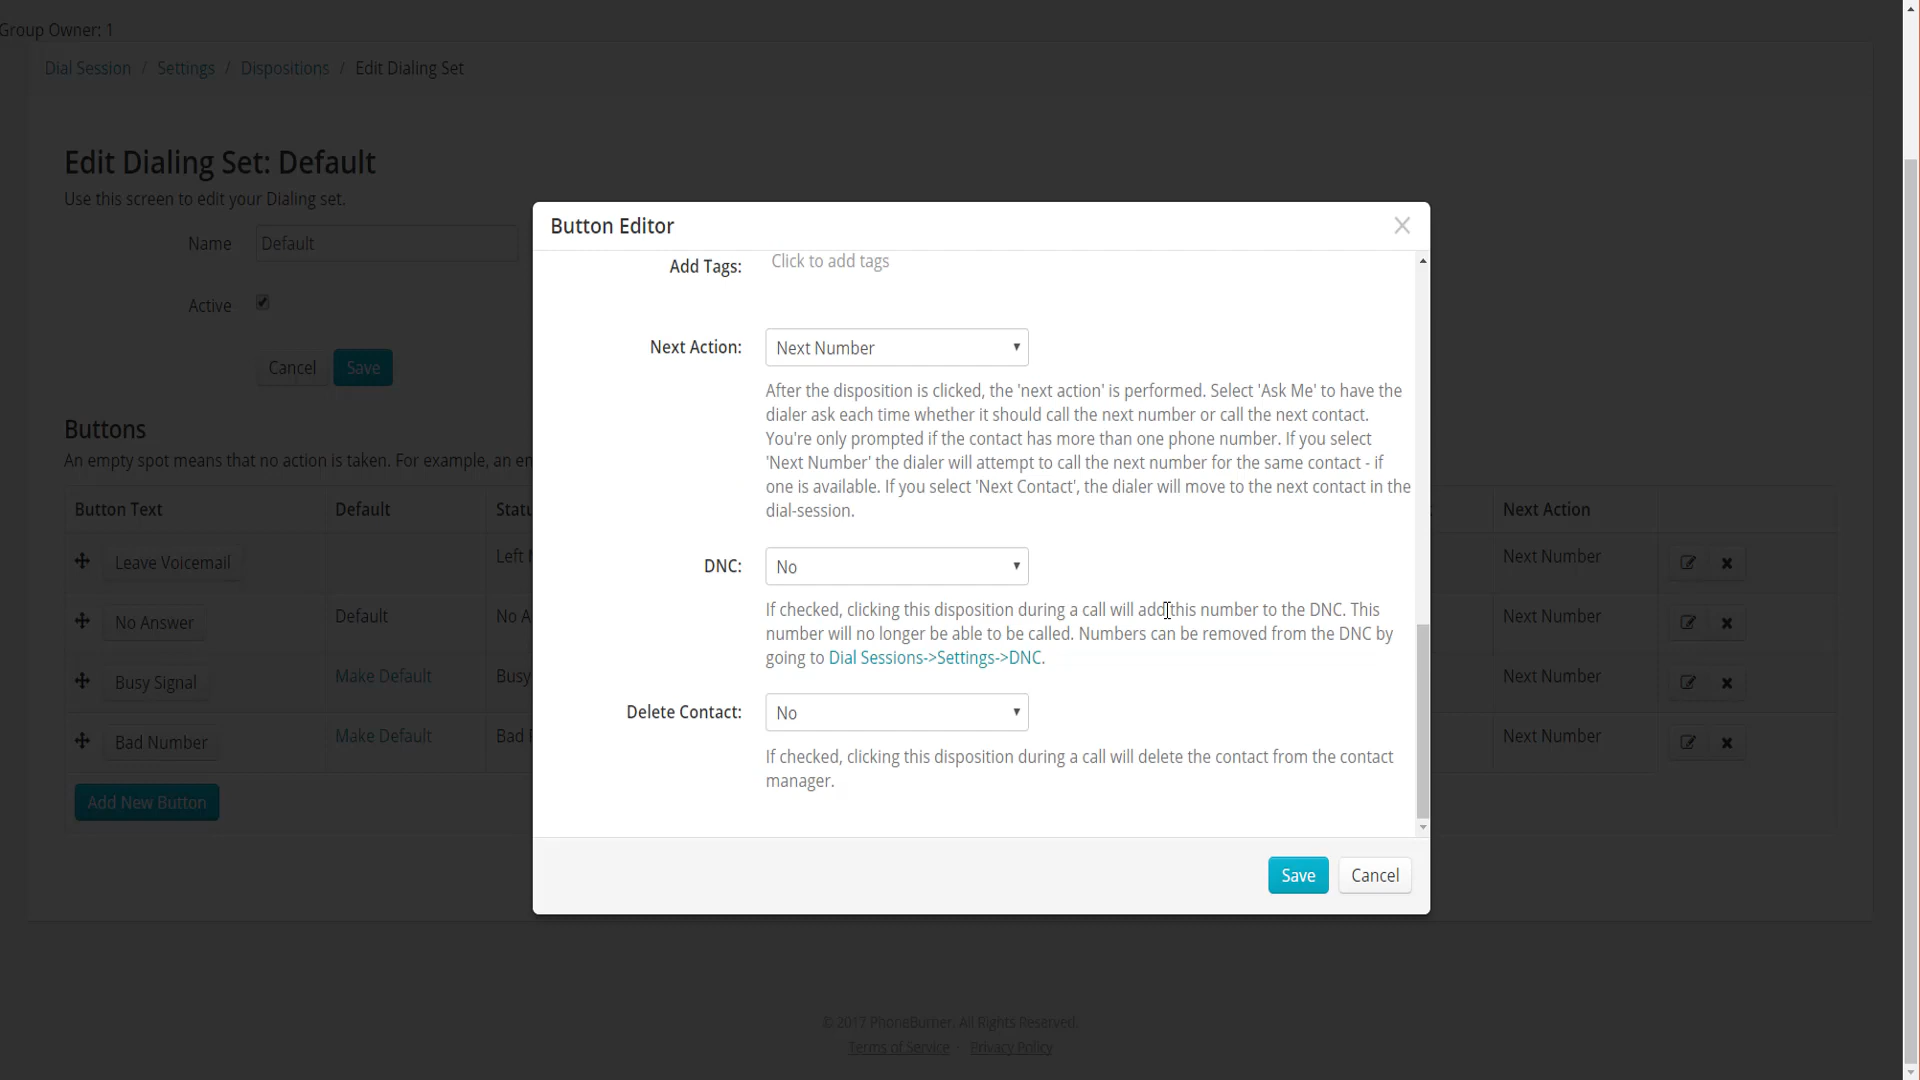 Group Owner: 1
Dial Session / Settings / Dispositions / Edit Dialing Set
Edit Dialing Set: Default
Use this screen to edit your Dialing set.
Name Default
Active
Cancel Save
Buttons
An empty spot means that no action is taken. For example, an
Button Text Default Next Action
Leave Voicemail Left Next Number
No Answer Default Next Number
Busy Signal Make Default Busy Next Number
Bad Number Make Default Bad Next Number
Add New Button
Button Editor
Add Tags: Click to add tags
Next Action: Next Number
After the disposition is clicked, the 'next action' is performed. Select 'Ask Me' to have the
dialer ask each time whether it should call the next number or call the next contact.
You're only prompted if the contact has more than one phone number. If you select
'Next Number' the dialer will attempt to call the next number for the same contact - if
one is available. If you select 'Next Contact', the dialer will move to the next contact in the
dial-session.
DNC: No
If checked, clicking this disposition during a call will add this number to the DNC. This
number will no longer be able to be called. Numbers can be removed from the DNC by
going to Dial Sessions->Settings->DNC.
Delete Contact: No
If checked, clicking this disposition during a call will delete the contact from the contact
manager.
Save Cancel
© 2017 PhoneBurner. All Rights Reserved.
Terms of Service · Privacy Policy